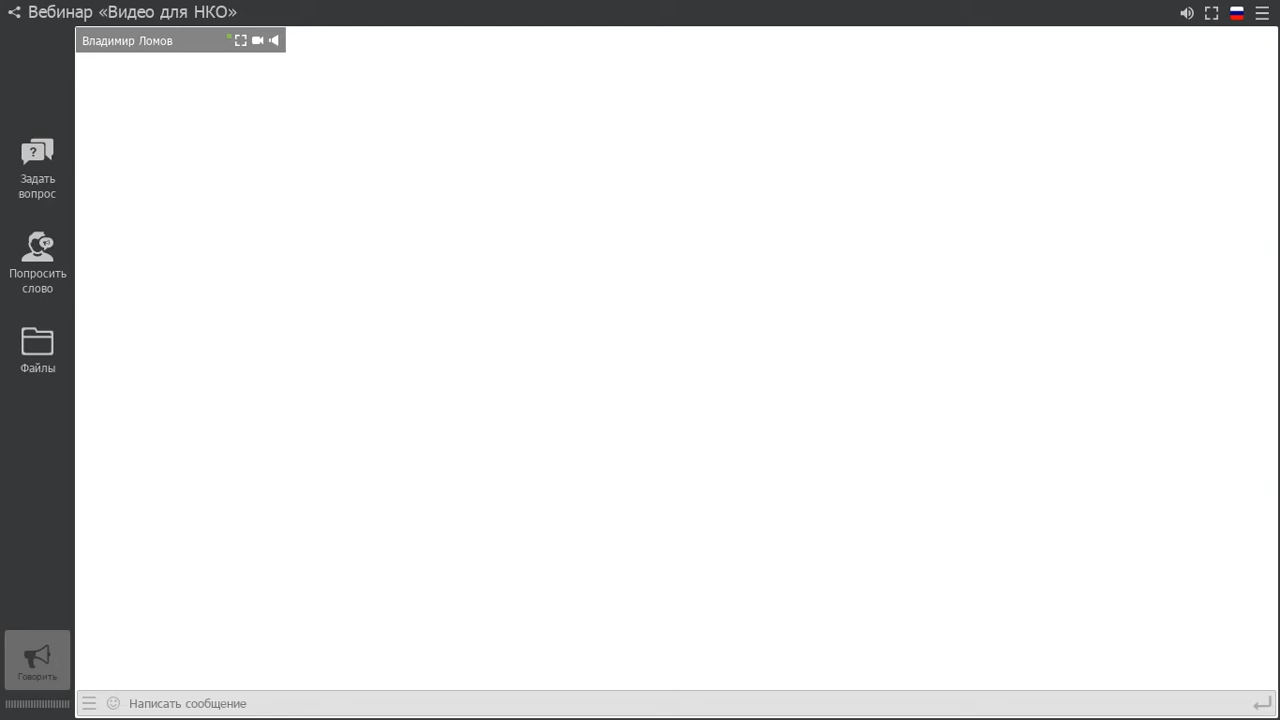 Вебинар «Видео для НКО»
Владимир Ломов
Задать
вопрос
Попросить
слово
Файлы
Говорить
Написать сообщение